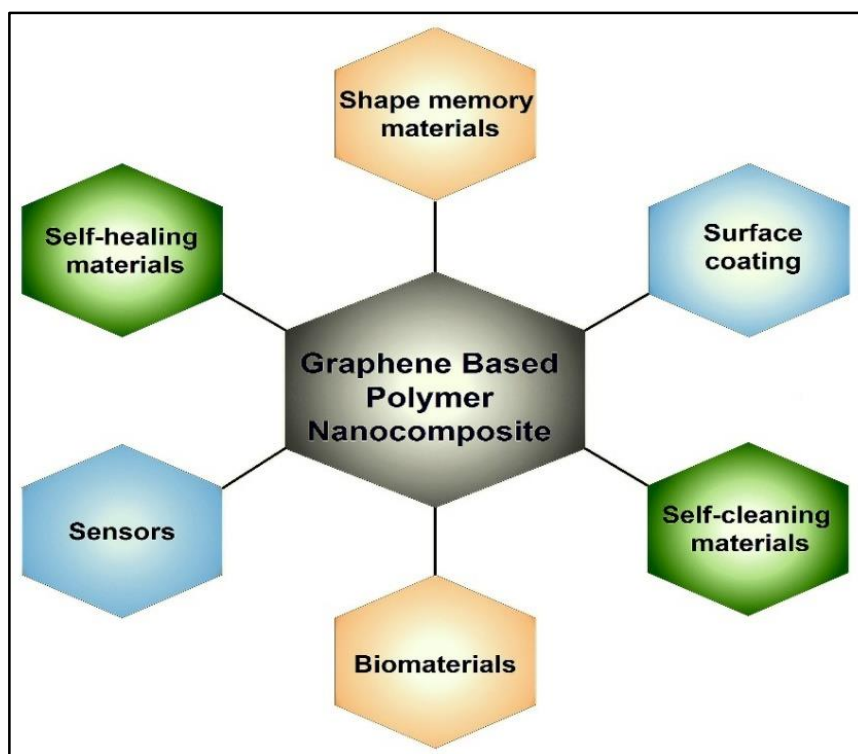 Shape memory
materials
Self-healing
materials
Surface
coating
Graphene Based
Polymer
Nanocomposite
Sensors
Self-cleaning
materials
Biomaterials